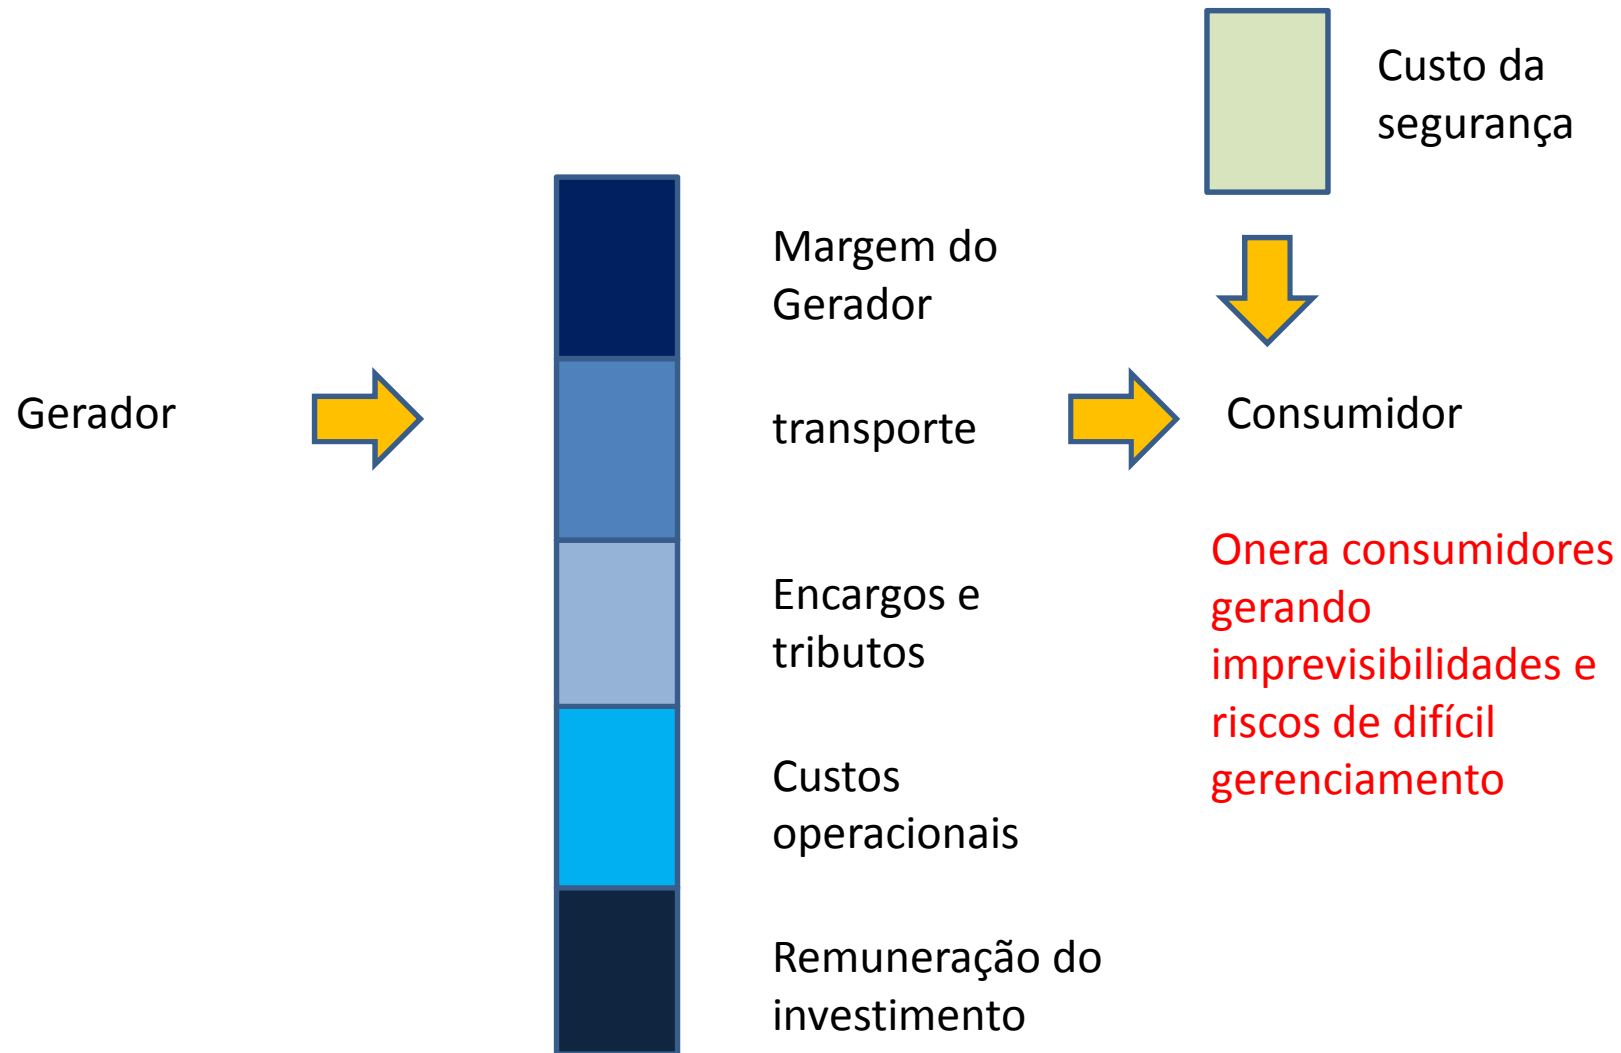 Custo da
segurança
Margem do
Gerador
Gerador
transporte
Consumidor
Onera consumidores
gerando
imprevisibilidades e
riscos de difícil
gerenciamento
Encargos e
tributos
Custos
operacionais
Remuneração do
investimento